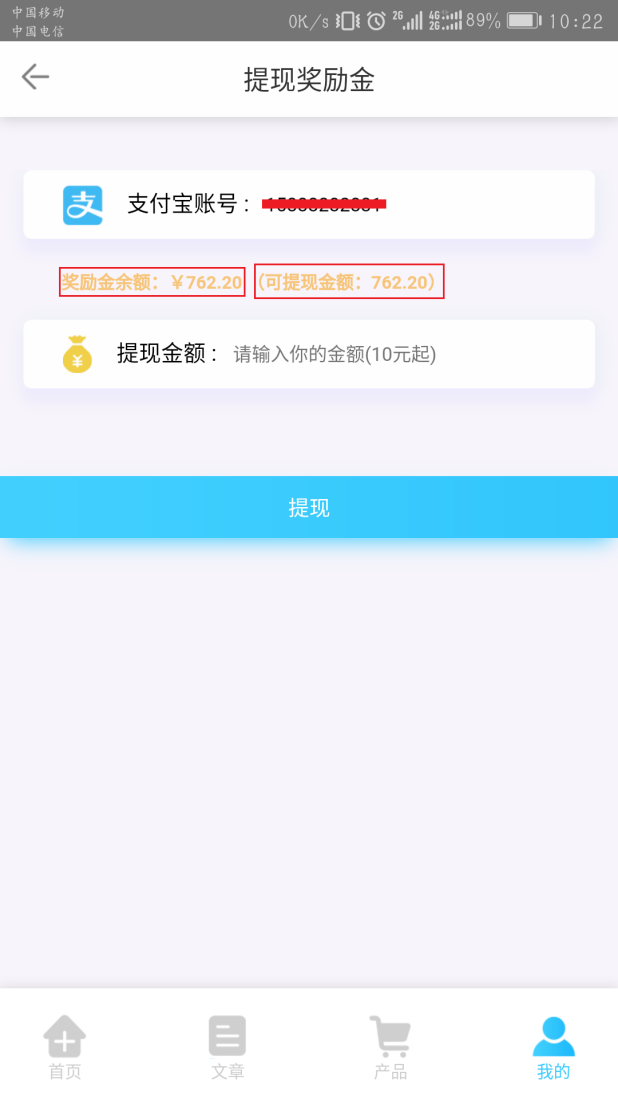 中国移动
中国电信
0K/s 2G 4G 2G 89% 10:22
提现奖励金
支 支付宝账号：
奖励金余额：￥762.20 (可提现金额：762.20)
¥ 提现金额： 请输入你的金额(10元起)
提现
首页 文章 产品 我的